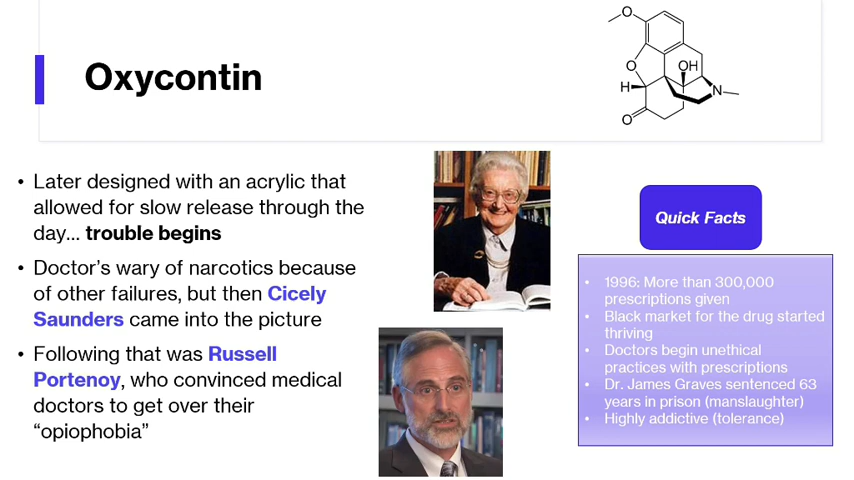 Oxycontin
O
O
OH
H
N
O
• Later designed with an acrylic that
allowed for slow release through the
day… trouble begins
• Doctor's wary of narcotics because
of other failures, but then Cicely
Saunders came into the picture
• Following that was Russell
Portenoy, who convinced medical
doctors to get over their
“opiophobia”
Quick Facts
• 1996: More than 300,000
prescriptions given
• Black market for the drug started
thriving
• Doctors begin unethical
practices with prescriptions
• Dr. James Graves sentenced 63
years in prison (manslaughter)
• Highly addictive (tolerance)